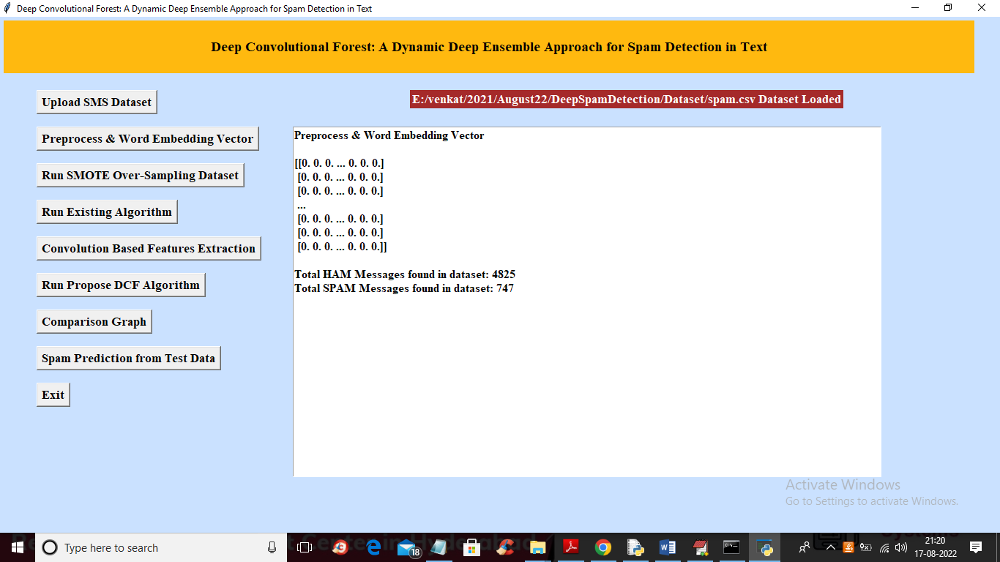 Deep Convolutional Forest: A Dynamic Deep Ensemble Approach for Spam Detection in Text
Deep Convolutional Forest: A Dynamic Deep Ensemble Approach for Spam Detection in Text
E:/venkat/2021/August22/DeepSpamDetection/Dataset/spam.csv Dataset Loaded
Upload SMS Dataset
Preprocess & Word Embedding Vector
Run SMOTE Over-Sampling Dataset
Run Existing Algorithm
Convolution Based Features Extraction
Run Propose DCF Algorithm
Comparison Graph
Spam Prediction from Test Data
Exit
Preprocess & Word Embedding Vector
[[0. 0. 0. ... 0. 0. 0.]
[0. 0. 0. ... 0. 0. 0.]
[0. 0. 0. ... 0. 0. 0.]
...
[0. 0. 0. ... 0. 0. 0.]
[0. 0. 0. ... 0. 0. 0.]
[0. 0. 0. ... 0. 0. 0.]]
Total HAM Messages found in dataset: 4825
Total SPAM Messages found in dataset: 747
Activate Windows
Go to Settings to activate Windows.
Type here to search
18
21:20
17-08-2022